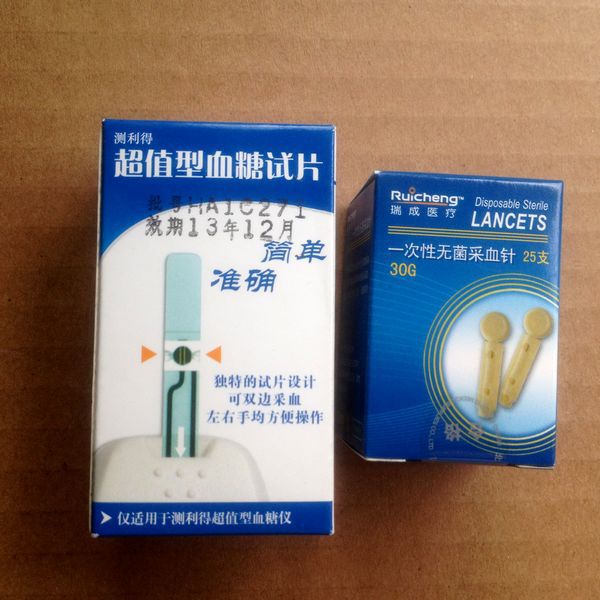 测利得
超值型血糖试片
批号HA1C271
效期13年12月
简单
准确
独特的试片设计
可双边采血
左右手均方便操作
仅适用于测利得超值型血糖仪
Ruicheng™
瑞成医疗
Disposable Sterile
LANCETS
一次性无菌采血针 25支
30G